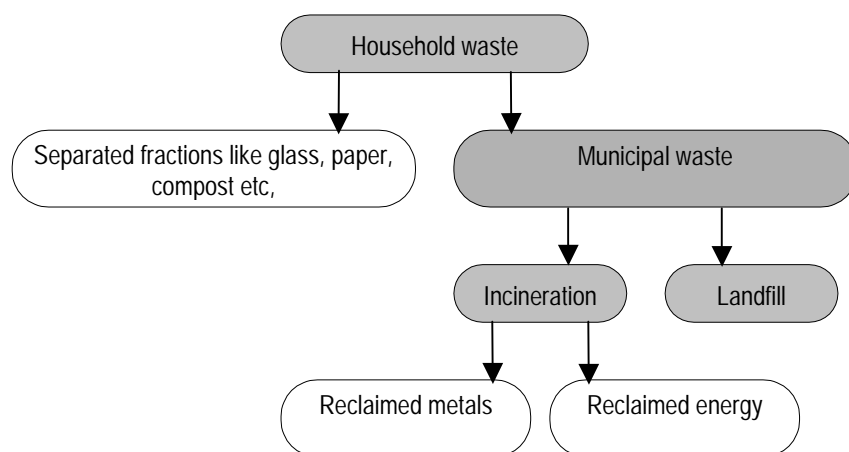 Household waste
Separated fractions like glass, paper,
compost etc,
Municipal waste
Incineration
Landfill
Reclaimed metals
Reclaimed energy